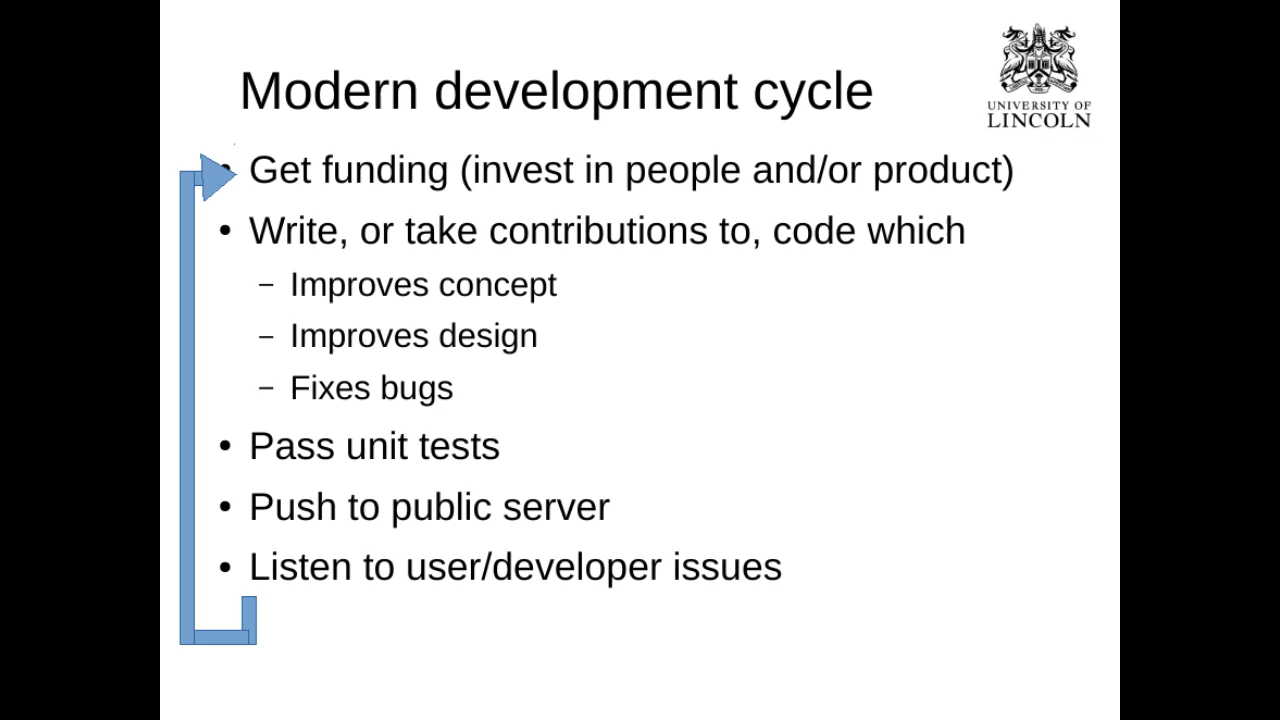 UNIVERSITY OF
LINCOLN
Modern development cycle
• Get funding (invest in people and/or product)
• Write, or take contributions to, code which
– Improves concept
– Improves design
– Fixes bugs
• Pass unit tests
• Push to public server
• Listen to user/developer issues